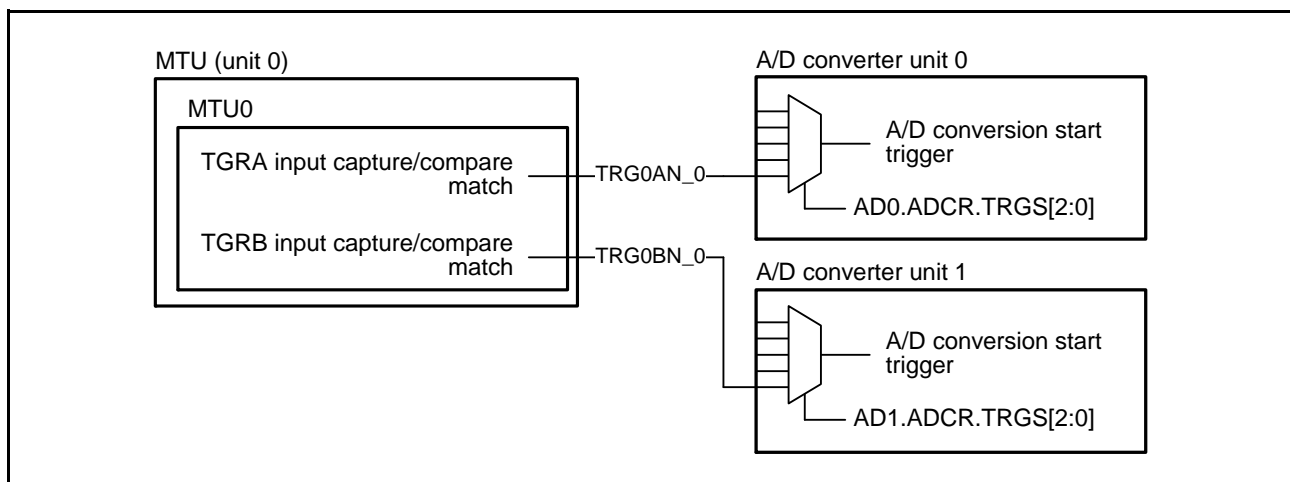 MTU (unit 0)
MTU0
TGRA input capture/compare
match
TRG0AN_0
TGRB input capture/compare
match
TRG0BN_0
A/D converter unit 0
A/D conversion start
trigger
AD0.ADCR.TRGS[2:0]
A/D converter unit 1
A/D conversion start
trigger
AD1.ADCR.TRGS[2:0]